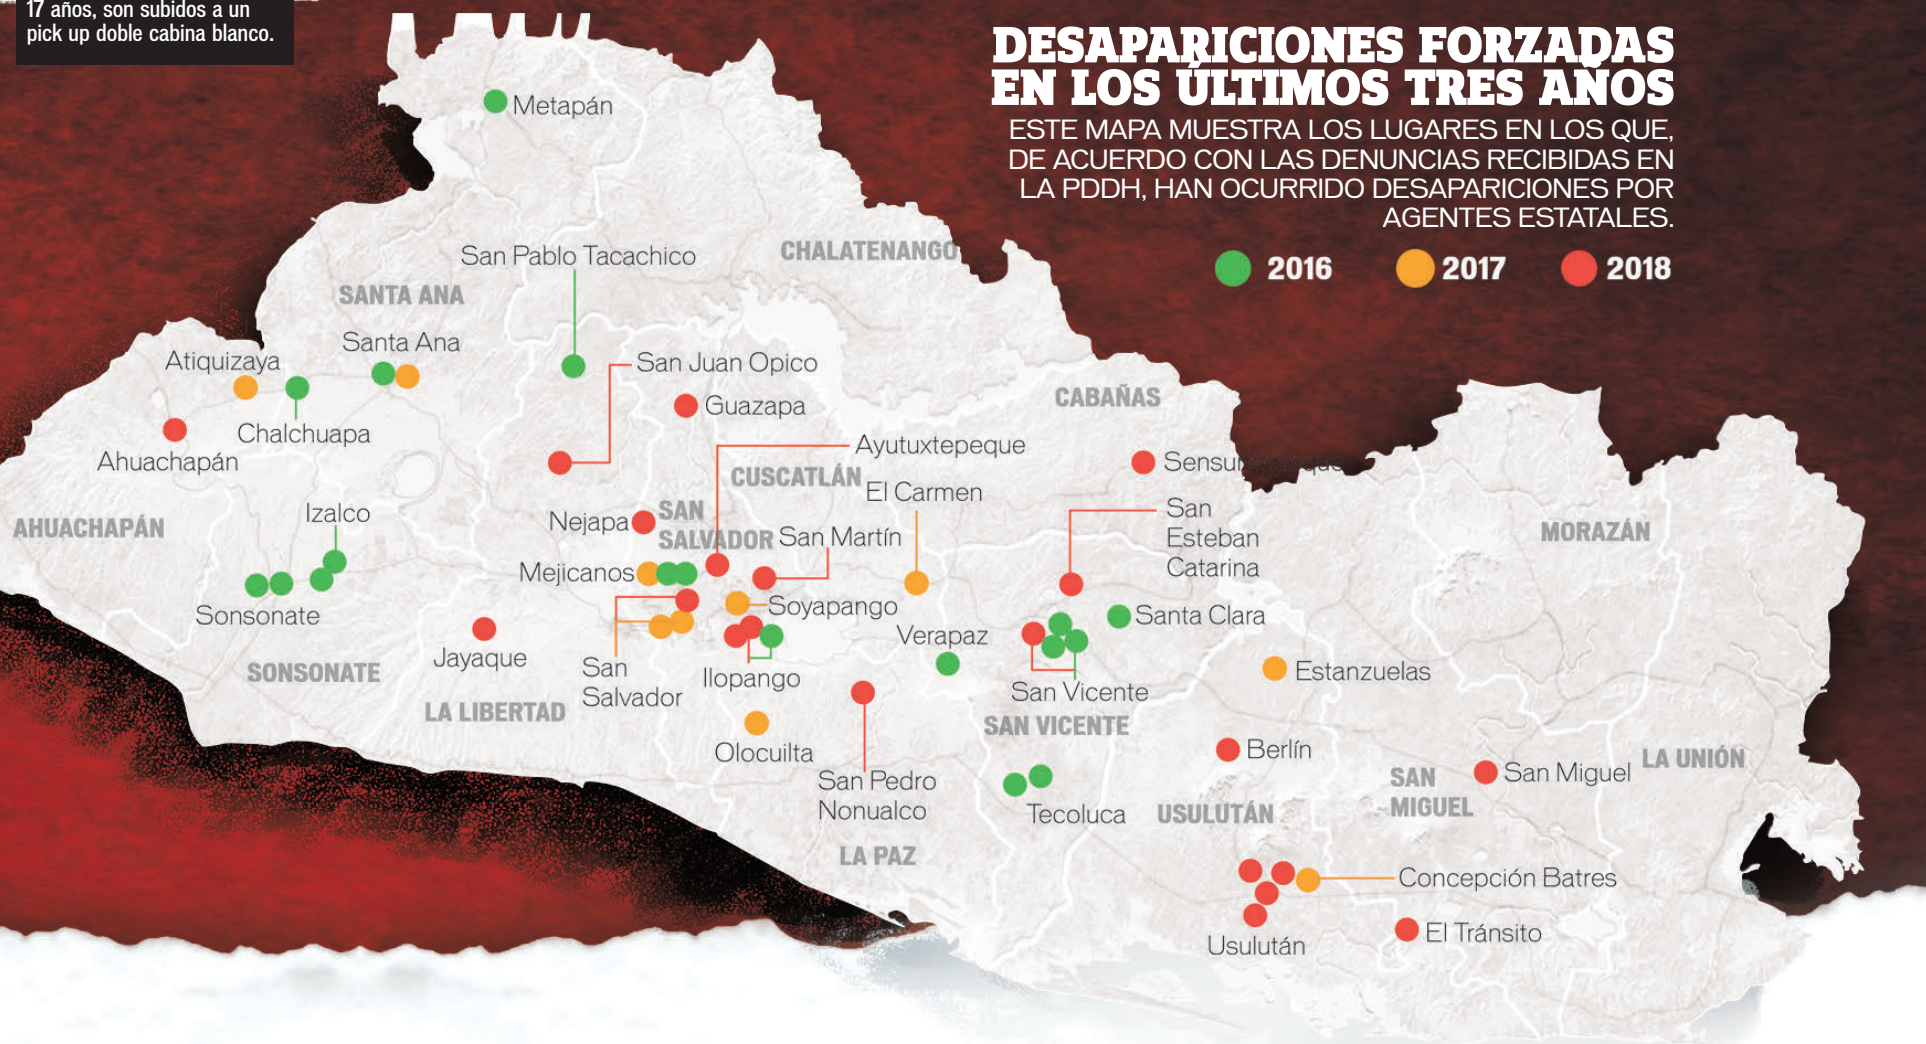 17 años, son subidos a un
pick up doble cabina blanco.
DESAPARICIONES FORZADAS
EN LOS ÚLTIMOS TRES AÑOS
ESTE MAPA MUESTRA LOS LUGARES EN LOS QUE,
DE ACUERDO CON LAS DENUNCIAS RECIBIDAS EN
LA PDDH, HAN OCURRIDO DESAPARICIONES POR
AGENTES ESTATALES.
2016
2017
2018
Metapán
San Pablo Tacachico
CHALATENANGO
SANTA ANA
Santa Ana
Atiquizaya
San Juan Opico
Guazapa
CABAÑAS
Chalchuapa
Ahuachapán
Ayutuxtepeque
CUSCATLÁN
El Carmen
Izalco
AHUACHAPÁN
Nejapa
SAN
SALVADOR
San Martín
San
Esteban
Catarina
MORAZÁN
Mejicanos
Soyapango
Sonsonate
Santa Clara
Verapaz
Jayaque
SONSONATE
San
Salvador
Ilopango
San Vicente
Estanzuelas
LA LIBERTAD
SAN VICENTE
Olocuilta
Berlín
San Pedro
Nonualco
LA UNIÓN
SAN
MIGUEL
San Miguel
Tecoluca
USULUTÁN
LA PAZ
Concepción Batres
El Tránsito
Usulután